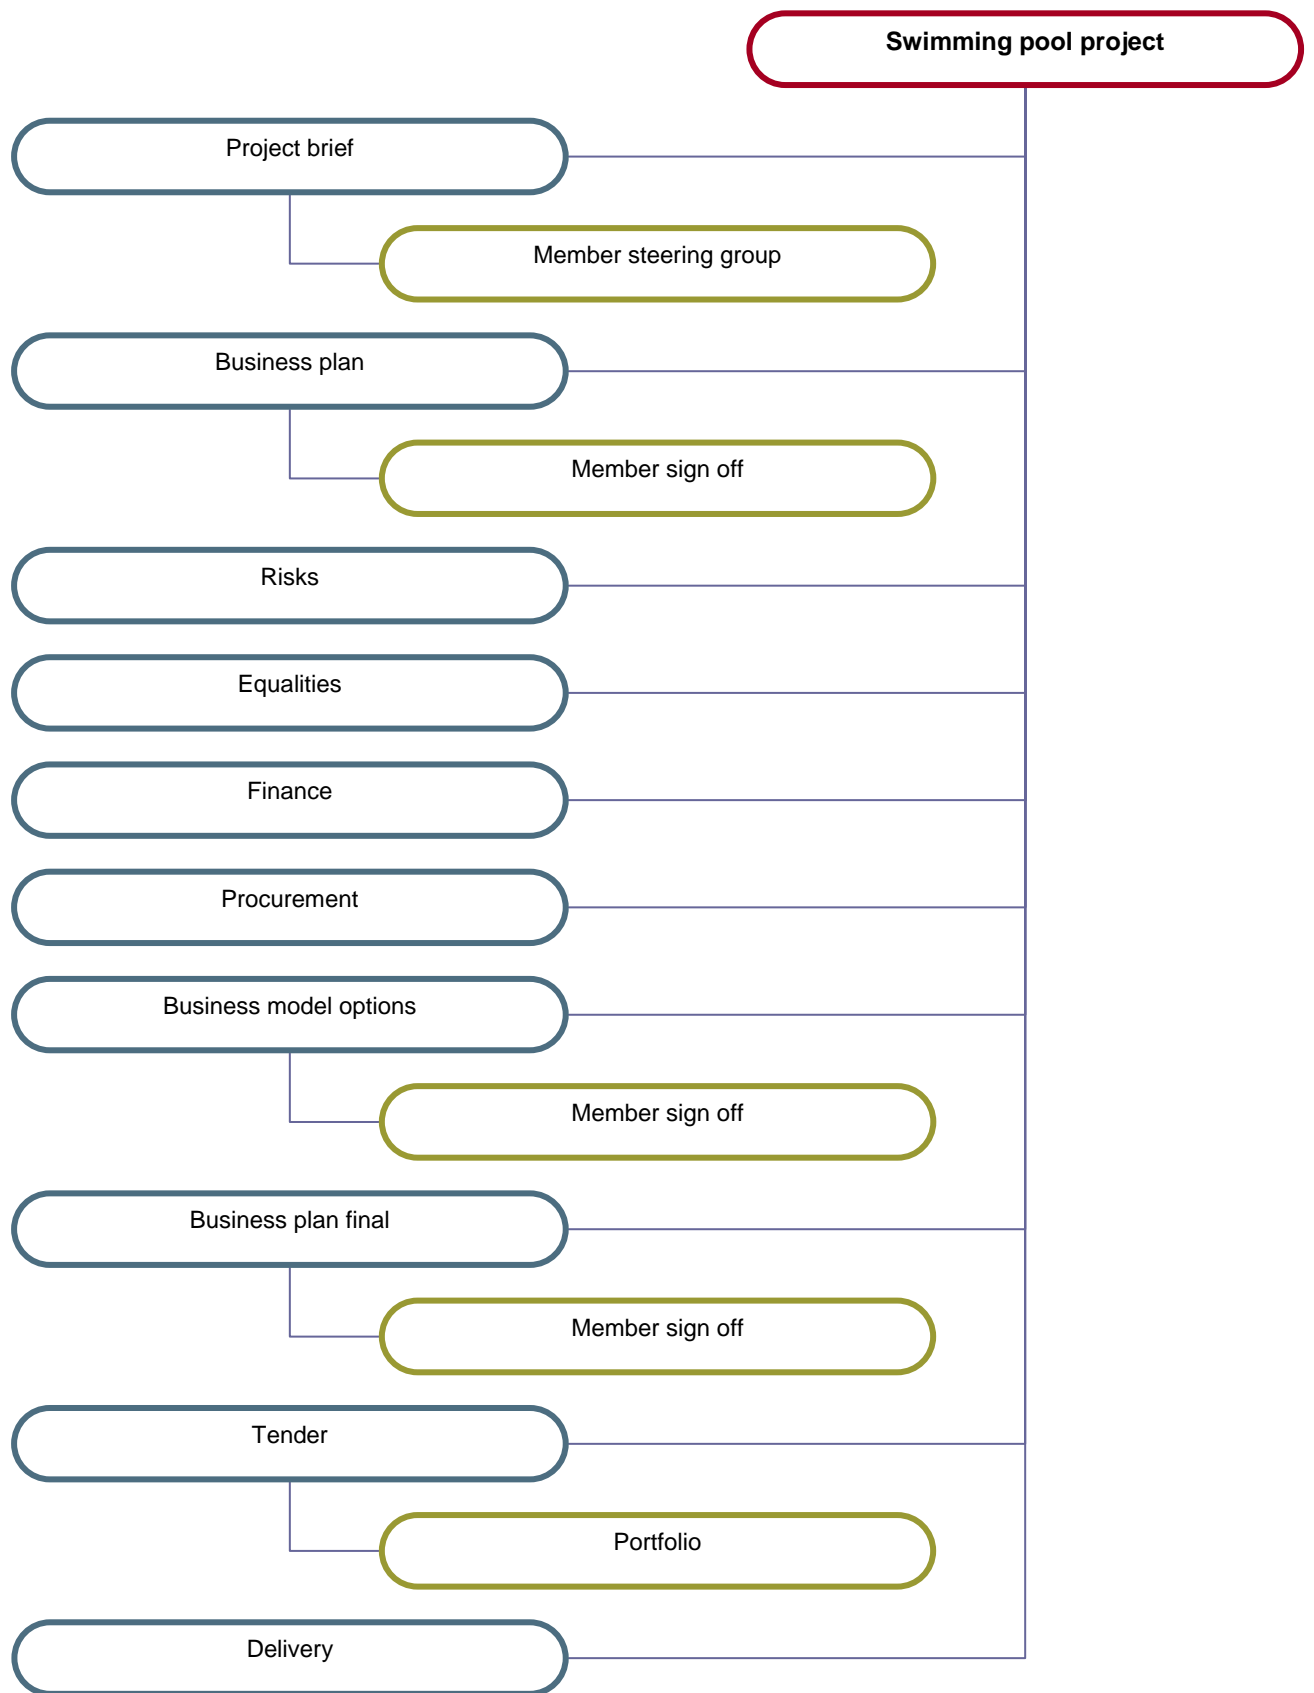 Swimming pool project
Project brief
Member steering group
Business plan
Member sign off
Risks
Equalities
Finance
Procurement
Business model options
Member sign off
Business plan final
Member sign off
Tender
Portfolio
Delivery